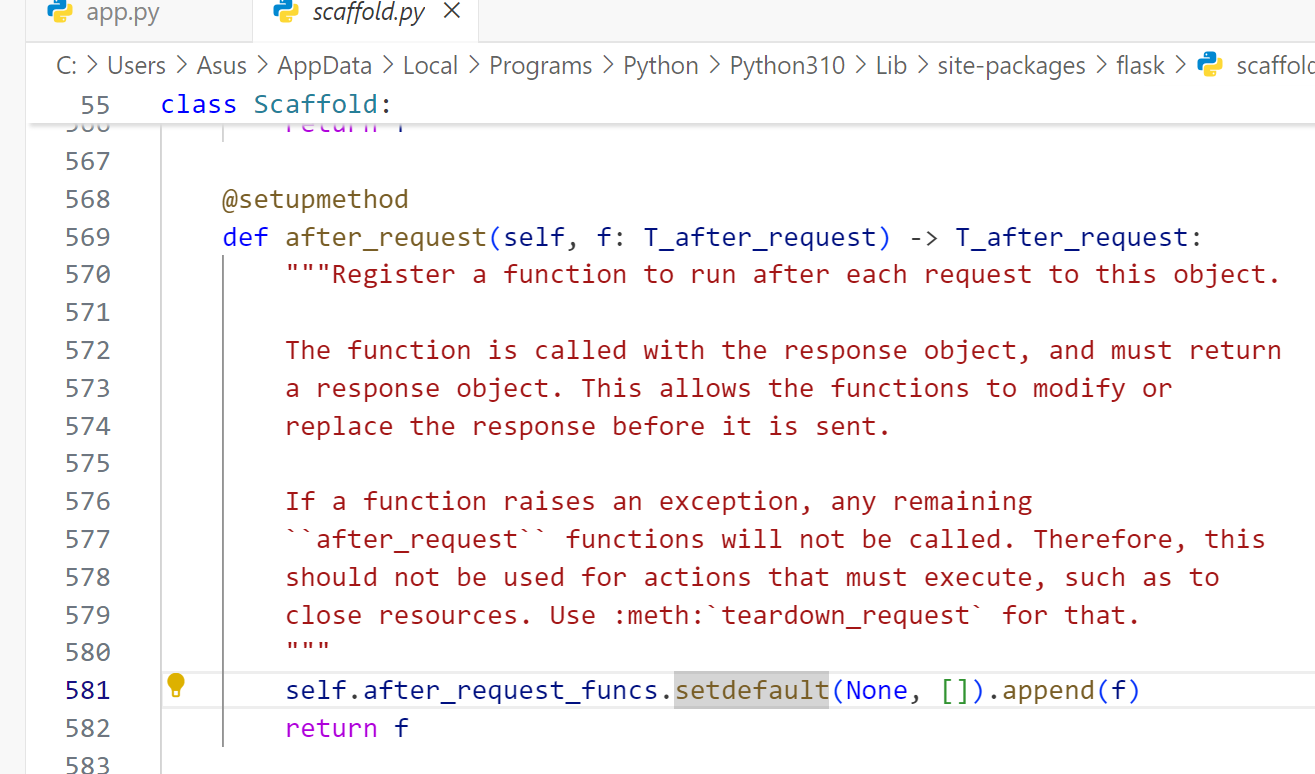 app.py
scaffold.py
C: > Users > Asus > AppData > Local > Programs > Python > Python310 > Lib > site-packages > flask >
55 class Scaffold:
return f
567
568 @setupmethod
569 def after_request(self, f: T_after_request) -> T_after_request:
570 """Register a function to run after each request to this object.
571
572 The function is called with the response object, and must return
573 a response object. This allows the functions to modify or
574 replace the response before it is sent.
575
576 If a function raises an exception, any remaining
577 ``after_request`` functions will not be called. Therefore, this
578 should not be used for actions that must execute, such as to
579 close resources. Use :meth:`teardown_request` for that.
580 """
581 self.after_request_funcs.setdefault(None, []).append(f)
582 return f
583